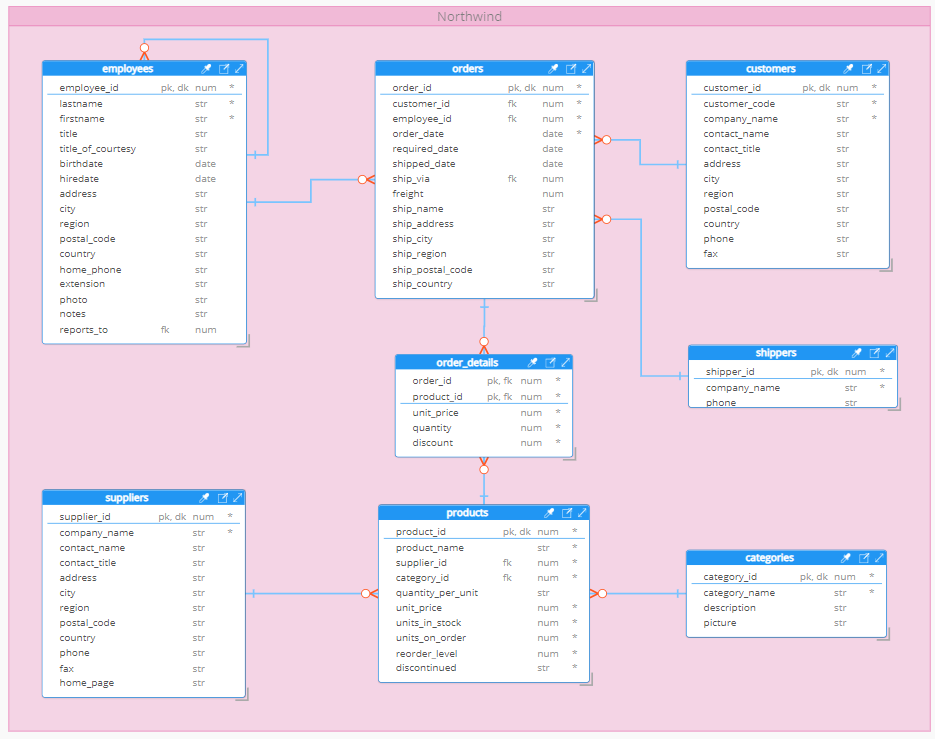 Northwind
employees
employee_id pk, dk num *
lastname str *
firstname str *
title str
title_of_courtesy str
birthdate date
hiredate date
address str
city str
region str
postal_code str
country str
home_phone str
extension str
photo str
notes str
reports_to fk num
orders
order_id pk, dk num *
customer_id fk num *
employee_id fk num *
order_date date *
required_date date
shipped_date date
ship_via fk num
freight num
ship_name str
ship_address str
ship_city str
ship_region str
ship_postal_code str
ship_country str
customers
customer_id pk, dk num *
customer_code str *
company_name str *
contact_name str
contact_title str
address str
city str
region str
postal_code str
country str
phone str
fax str
order_details
order_id pk, fk num *
product_id pk, fk num *
unit_price num *
quantity num *
discount num *
shippers
shipper_id pk, dk num *
company_name str *
phone str
suppliers
supplier_id pk, dk num *
company_name str *
contact_name str
contact_title str
address str
city str
region str
postal_code str
country str
phone str
fax str
home_page str
products
product_id pk, dk num *
product_name str *
supplier_id fk num *
category_id fk num *
quantity_per_unit str
unit_price num *
units_in_stock num *
units_on_order num *
reorder_level num *
discontinued str *
categories
category_id pk, dk num *
category_name str *
description str
picture str